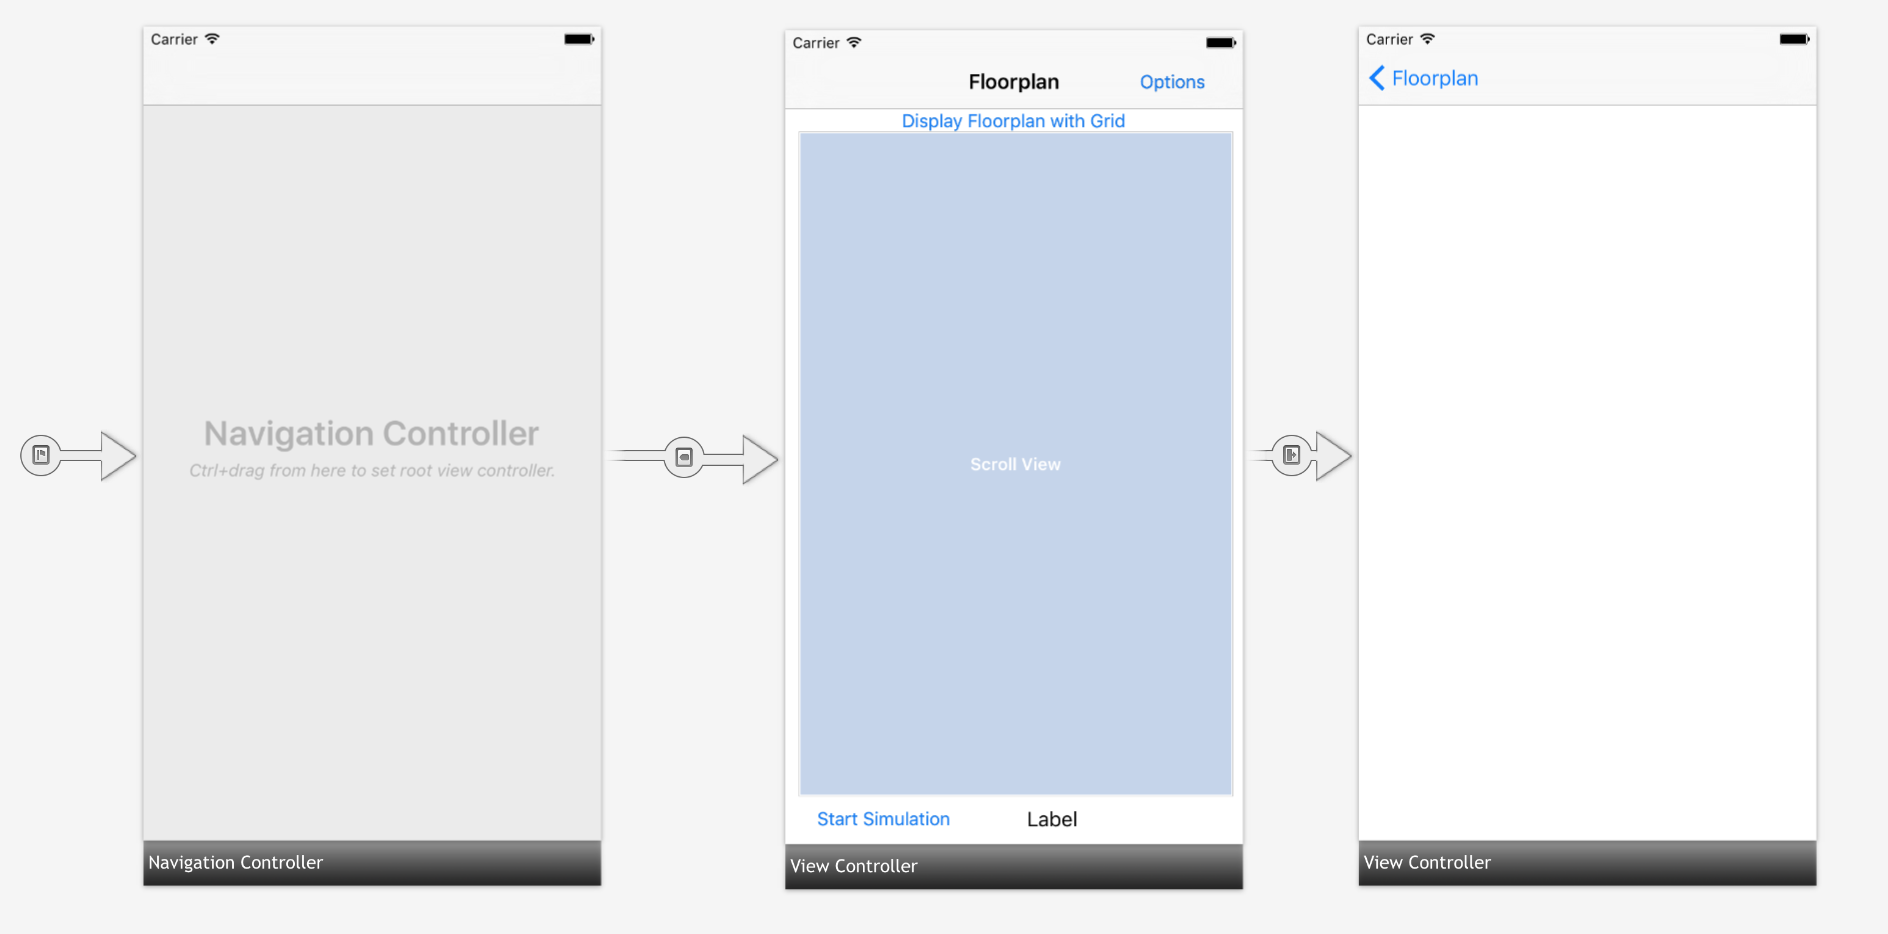 Carrier
Navigation Controller
Ctrl+drag from here to set root view controller.
Navigation Controller
Carrier
Floorplan
Options
Display Floorplan with Grid
Scroll View
Start Simulation
Label
View Controller
Carrier
Floorplan
View Controller